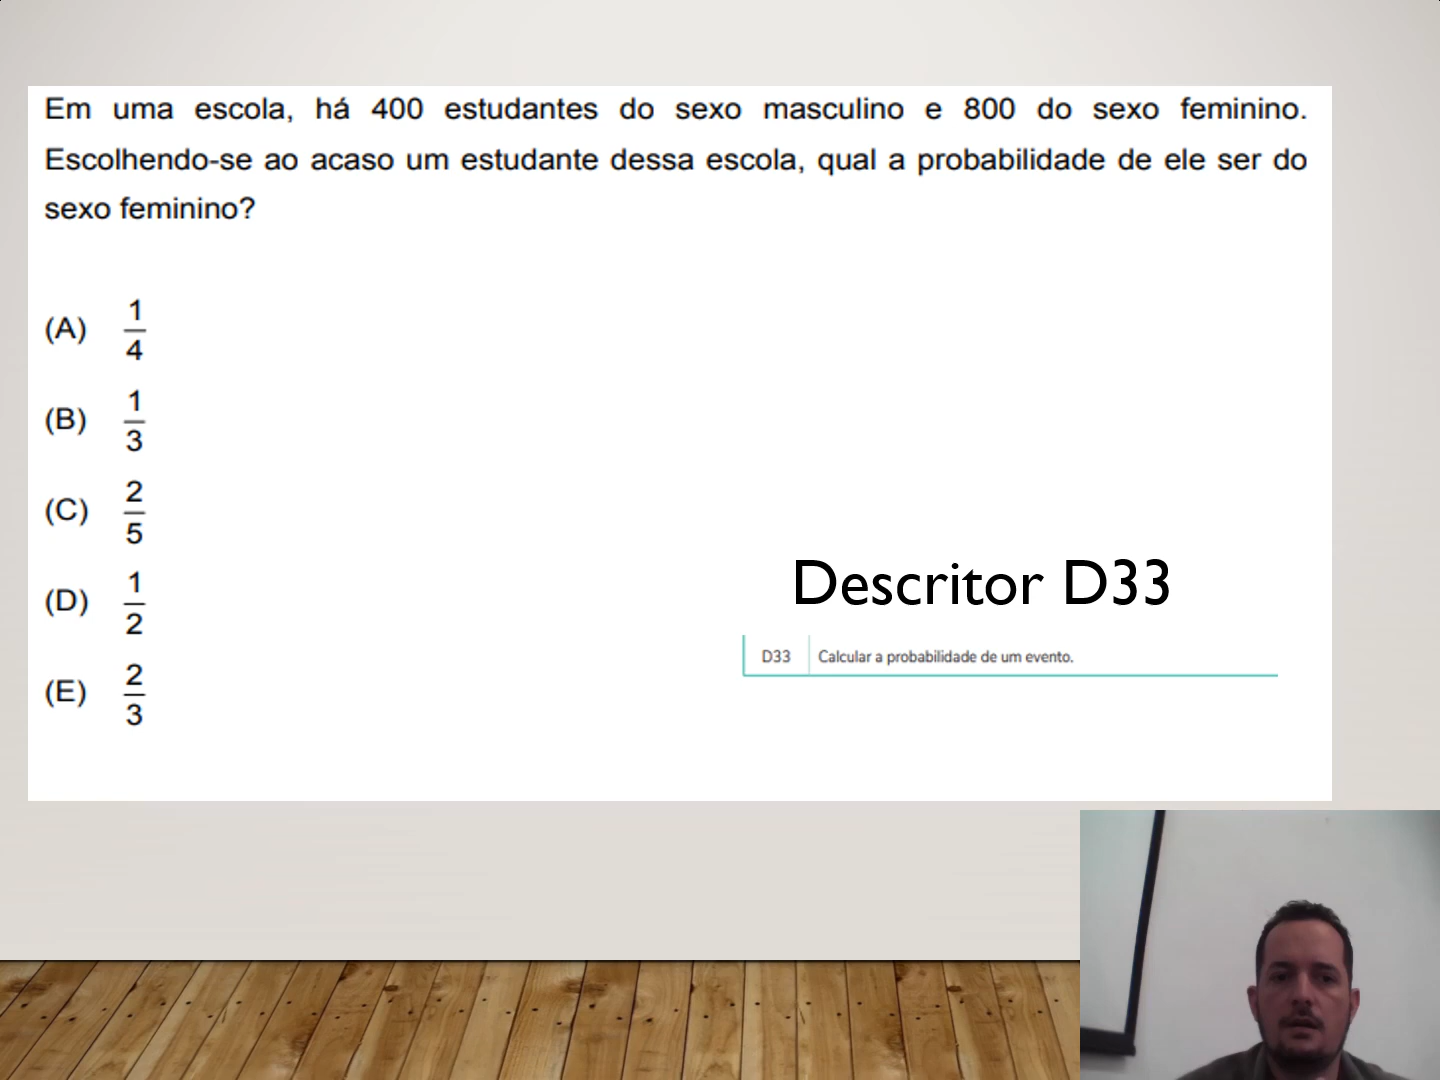 Em uma escola, há 400 estudantes do sexo masculino e 800 do sexo feminino.
Escolhendo-se ao acaso um estudante dessa escola, qual a probabilidade de ele ser do
sexo feminino?
(A) 1/4
(B) 1/3
(C) 2/5
(D) 1/2
(E) 2/3
Descritor D33
D33 Calcular a probabilidade de um evento.